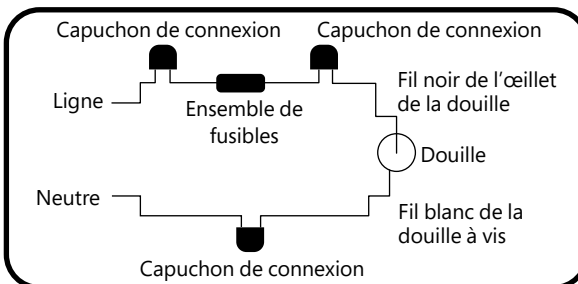 Capuchon de connexion
Capuchon de connexion
Ligne
Ensemble de
fusibles
Fil noir de l'œillet
de la douille
Douille
Neutre
Fil blanc de la
douille à vis
Capuchon de connexion